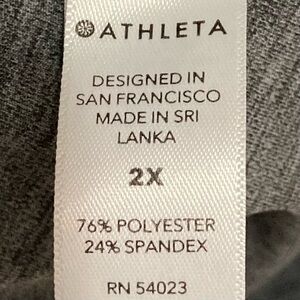 ATHLETA
DESIGNED IN
SAN FRANCISCO
MADE IN SRI
LANKA
2X
76% POLYESTER
24% SPANDEX
RN 54023